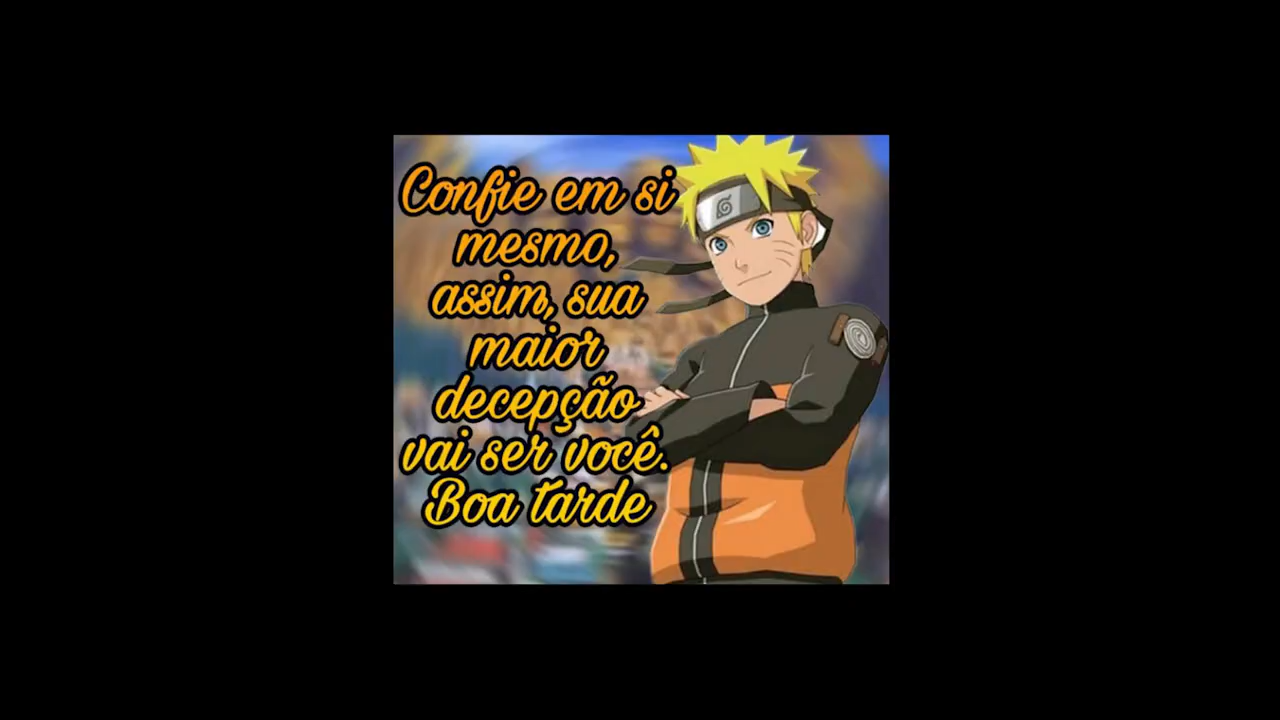 Confie em si
mesmo,
assim, sua
maior
decepção
vai ser você.
Boa tarde